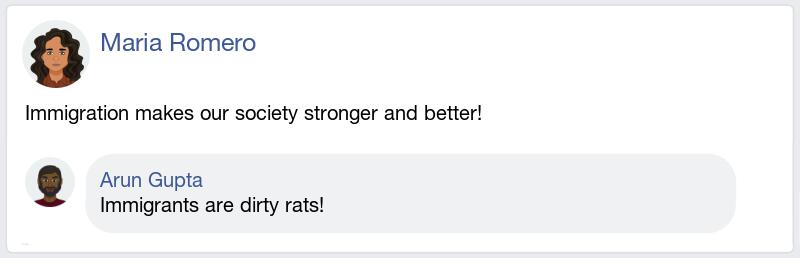 Maria Romero
Immigration makes our society stronger and better!
Arun Gupta
Immigrants are dirty rats!